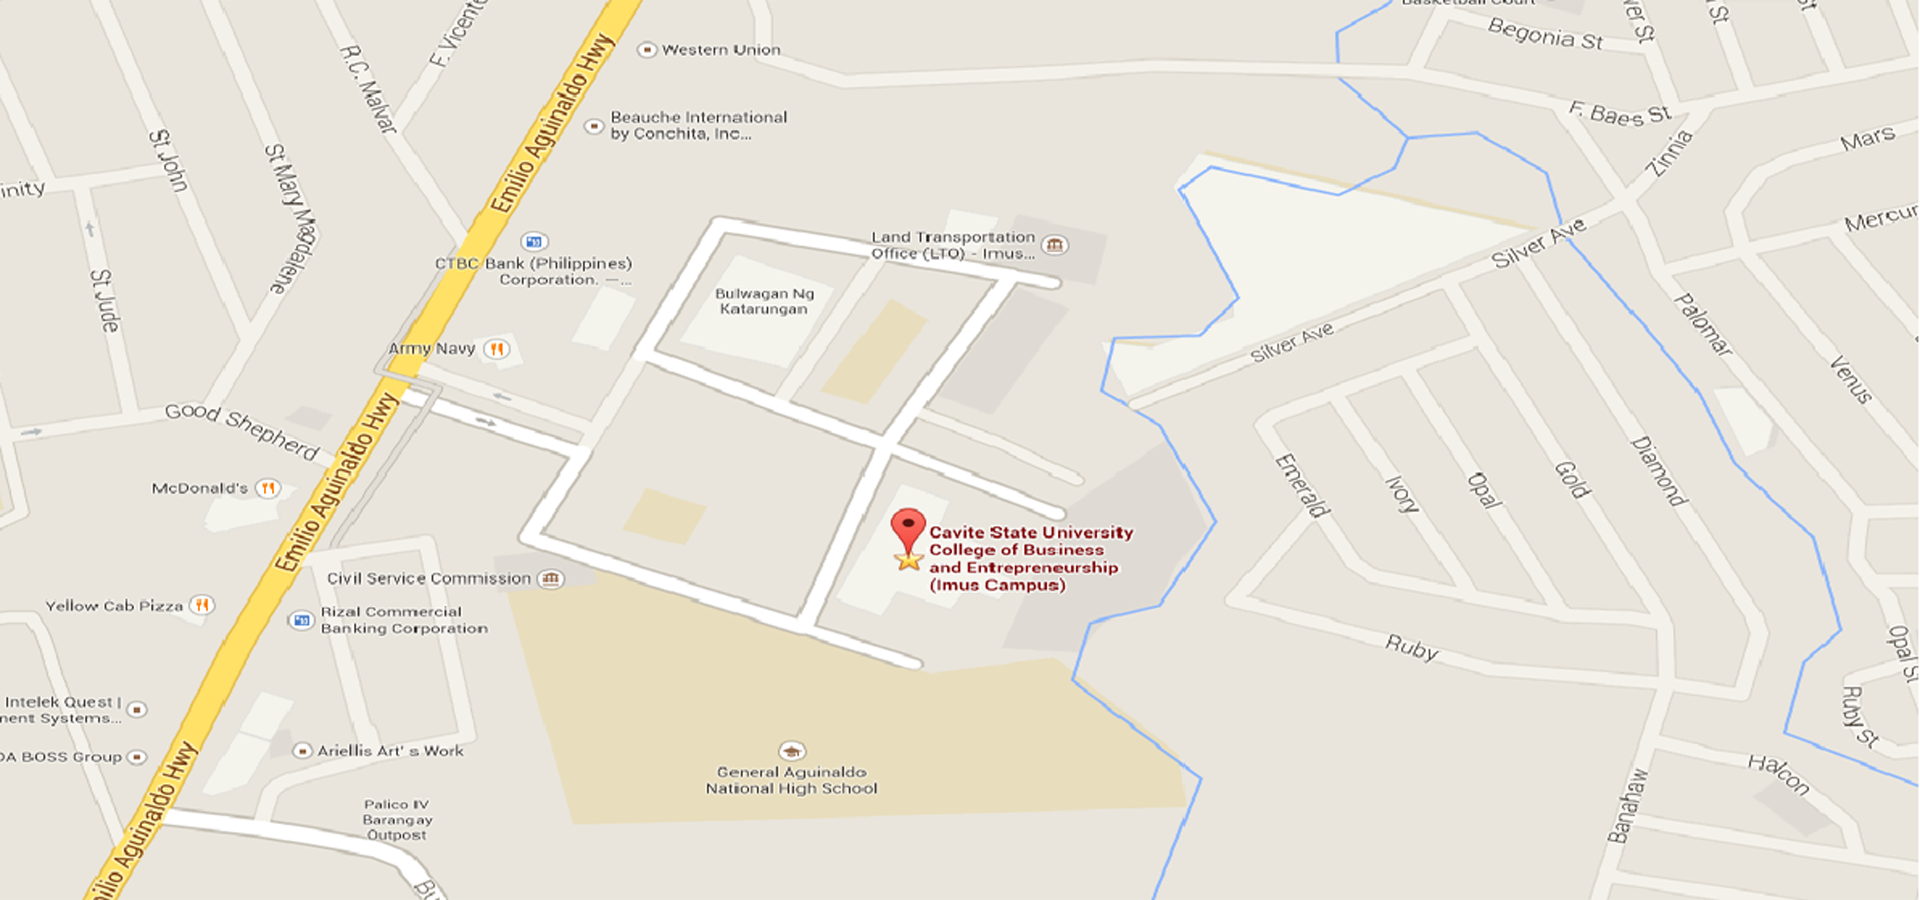 Basketball Court
Begonia St
F. Vicente
R.C. Malvar
Western Union
Emilio Aguinaldo Hwy
Beauche International
by Conchita, Inc...
F. Baes St
Zinnia
Mars
St John
St Mary Magdalene
inity
St Jude
CTBC Bank (Philippines)
Corporation. —...
Land Transportation
Office (LTO) - Imus...
Silver Ave
Mercur
Bulwagan Ng
Katarungan
Palomar
Silver Ave
Army Navy
Venus
Good Shepherd
Emilio Aguinaldo Hwy
McDonald's
Emerald
Ivory
Opal
Gold
Diamond
Cavite State University
College of Business
and Entrepreneurship
(Imus Campus)
Civil Service Commission
Yellow Cab Pizza
Rizal Commercial
Banking Corporation
Ruby
Opal St
Intelek Quest |
ment Systems...
Ruby St
OA BOSS Group
Ariellis Art' s Work
General Aguinaldo
National High School
Halcon
Banahaw
Palico IV
Barangay
Outpost
Emilio Aguinaldo Hwy
Bu